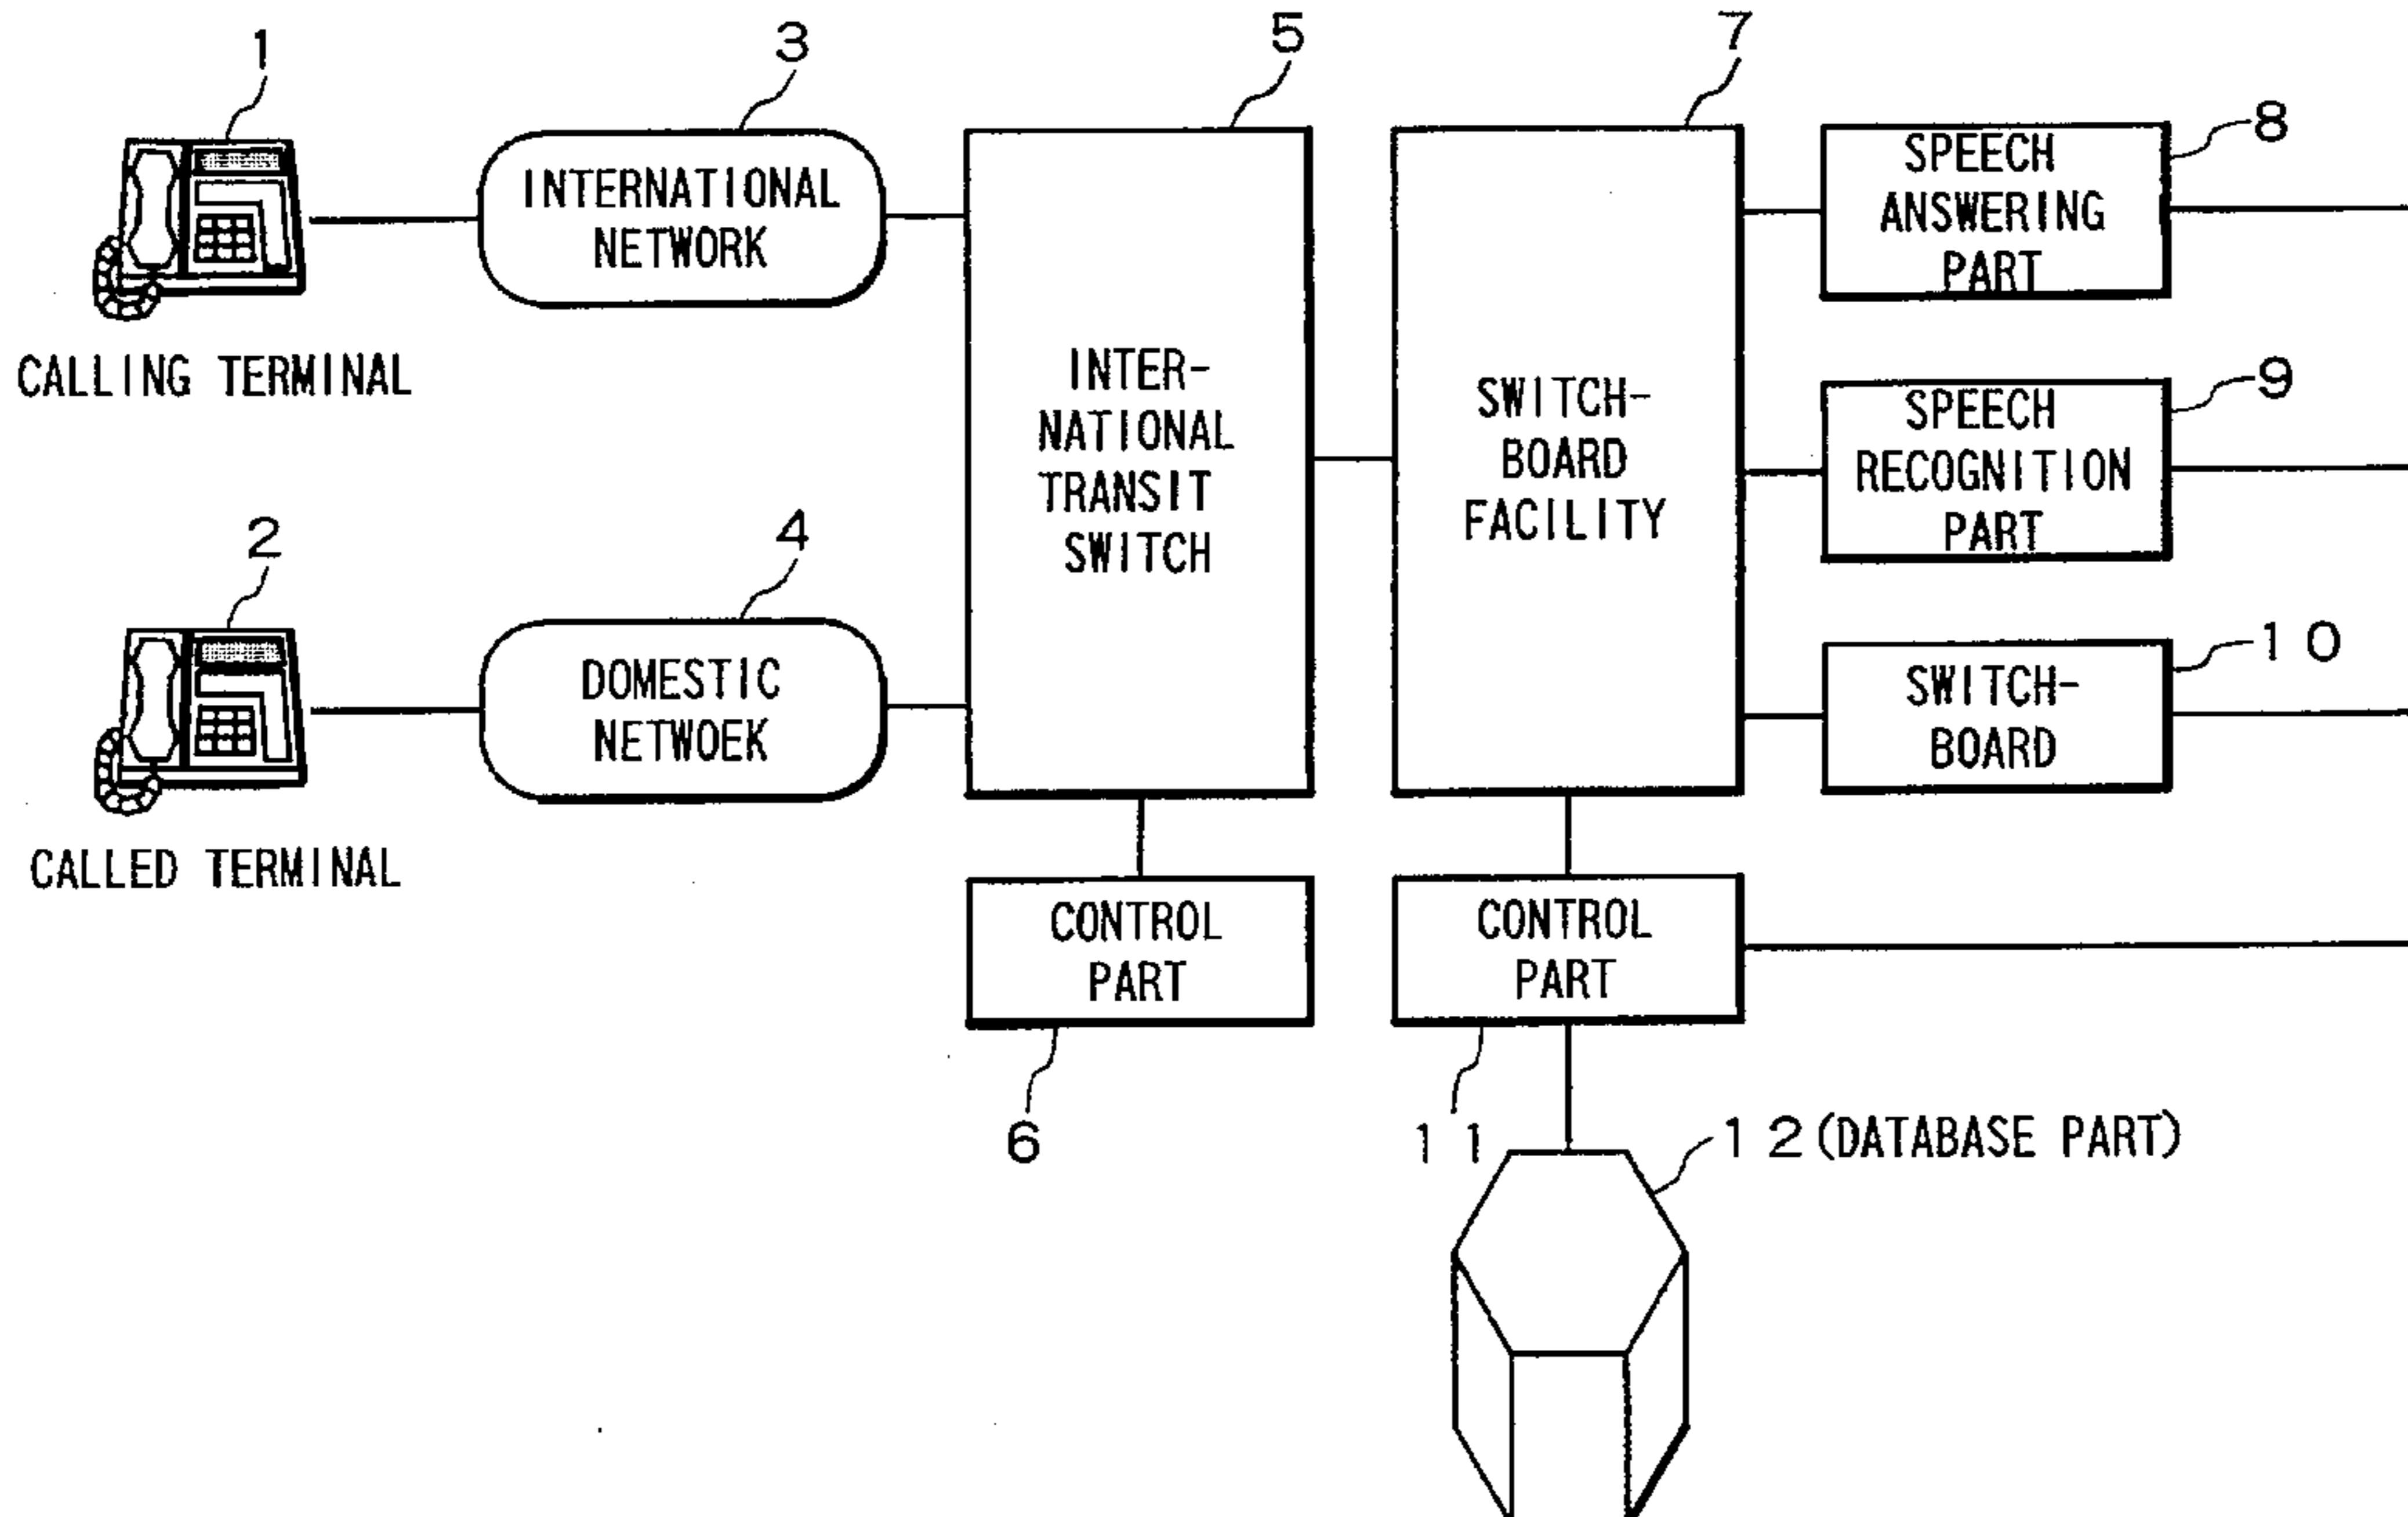 1
3
5
7
8
SPEECH
ANSWERING
PART
INTERNATIONAL
NETWORK
CALLING TERMINAL
INTER-
NATIONAL
TRANSIT
SWITCH
SWITCH-
BOARD
FACILITY
9
SPEECH
RECOGNITION
PART
2
4
DOMESTIC
NETWOEK
10
SWITCH-
BOARD
CALLED TERMINAL
CONTROL
PART
CONTROL
PART
6
11
12 (DATABASE PART)